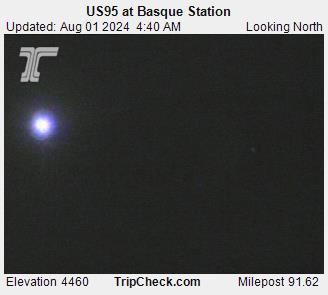 US95 at Basque Station
Updated: Aug 01 2024 4:40 AM Looking North
Elevation 4460 TripCheck.com Milepost 91.62